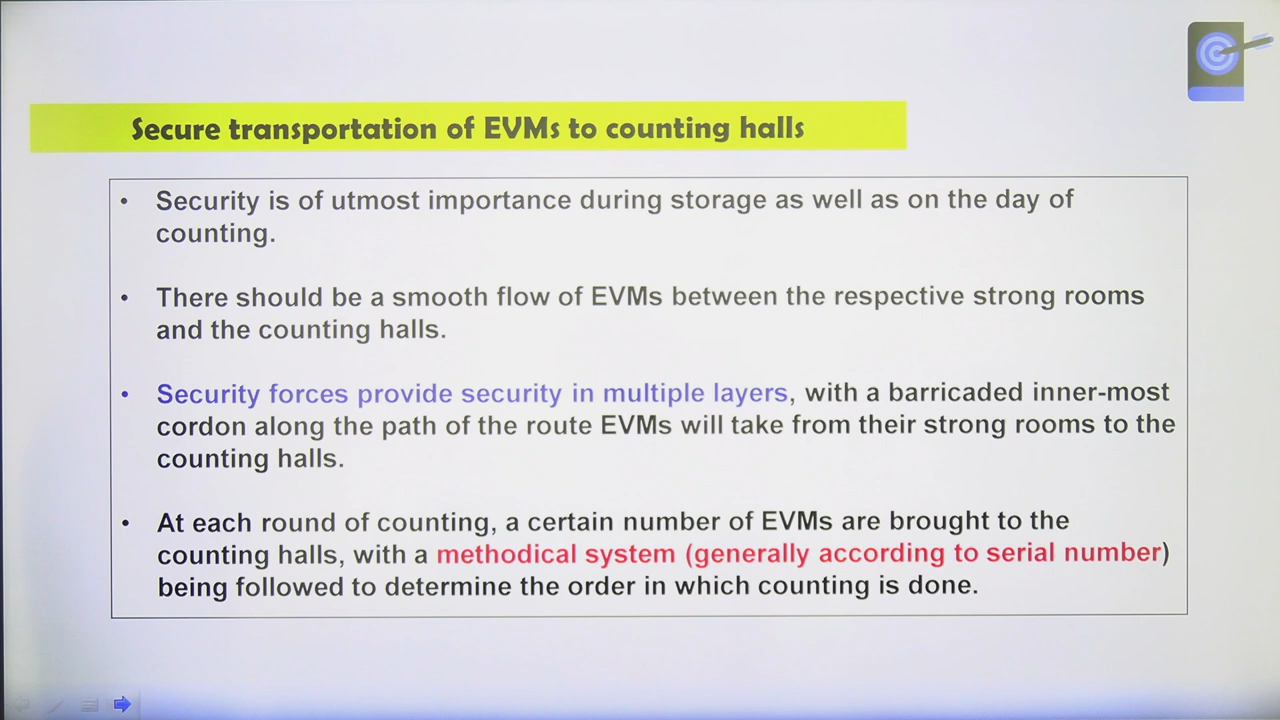 Secure transportation of EVMs to counting halls
• Security is of utmost importance during storage as well as on the day of
counting.
• There should be a smooth flow of EVMs between the respective strong rooms
and the counting halls.
• Security forces provide security in multiple layers, with a barricaded inner-most
cordon along the path of the route EVMs will take from their strong rooms to the
counting halls.
• At each round of counting, a certain number of EVMs are brought to the
counting halls, with a methodical system (generally according to serial number)
being followed to determine the order in which counting is done.